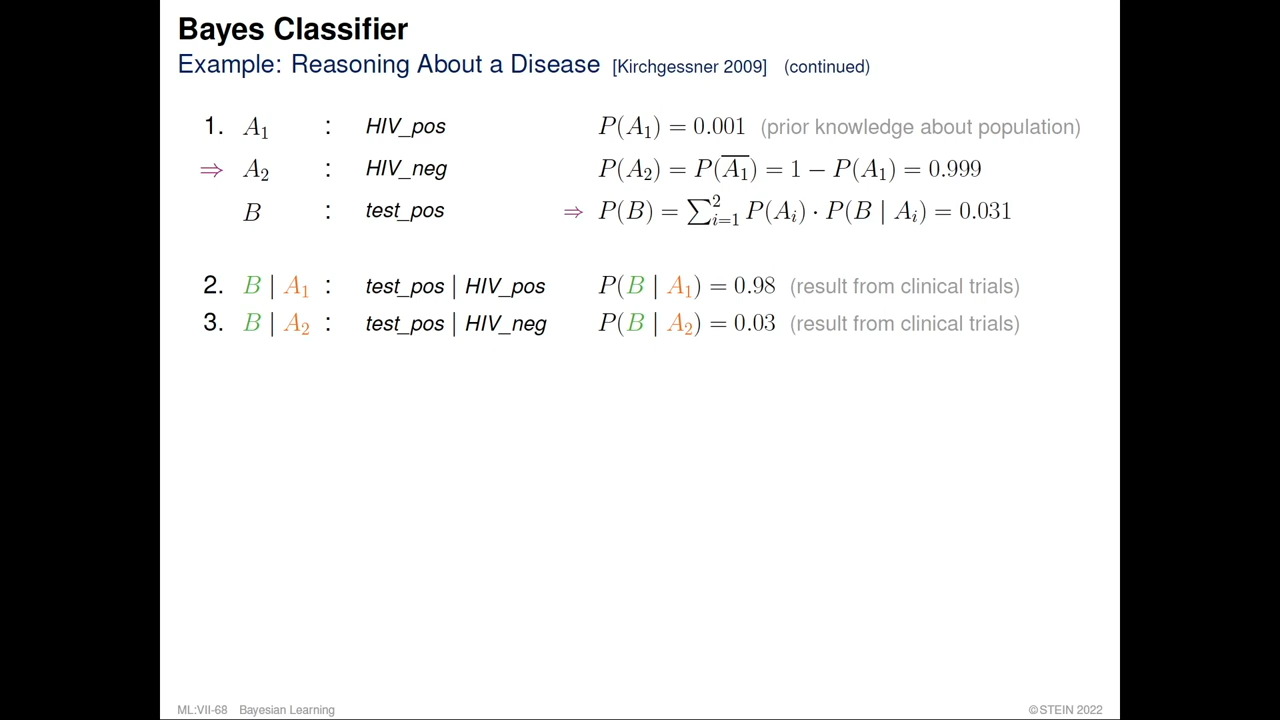 Bayes Classifier
Example: Reasoning About a Disease [Kirchgessner 2009] (continued)
1. A₁ : HIV_pos P(A₁) = 0.001 (prior knowledge about population)
⇒ A₂ : HIV_neg P(A₂) = P(A̅₁) = 1 − P(A₁) = 0.999
B : test_pos ⇒ P(B) = ∑²ᵢ₌₁ P(Aᵢ) · P(B | Aᵢ) = 0.031
2. B | A₁ : test_pos | HIV_pos P(B | A₁) = 0.98 (result from clinical trials)
3. B | A₂ : test_pos | HIV_neg P(B | A₂) = 0.03 (result from clinical trials)
ML:VII-68 Bayesian Learning ©STEIN 2022